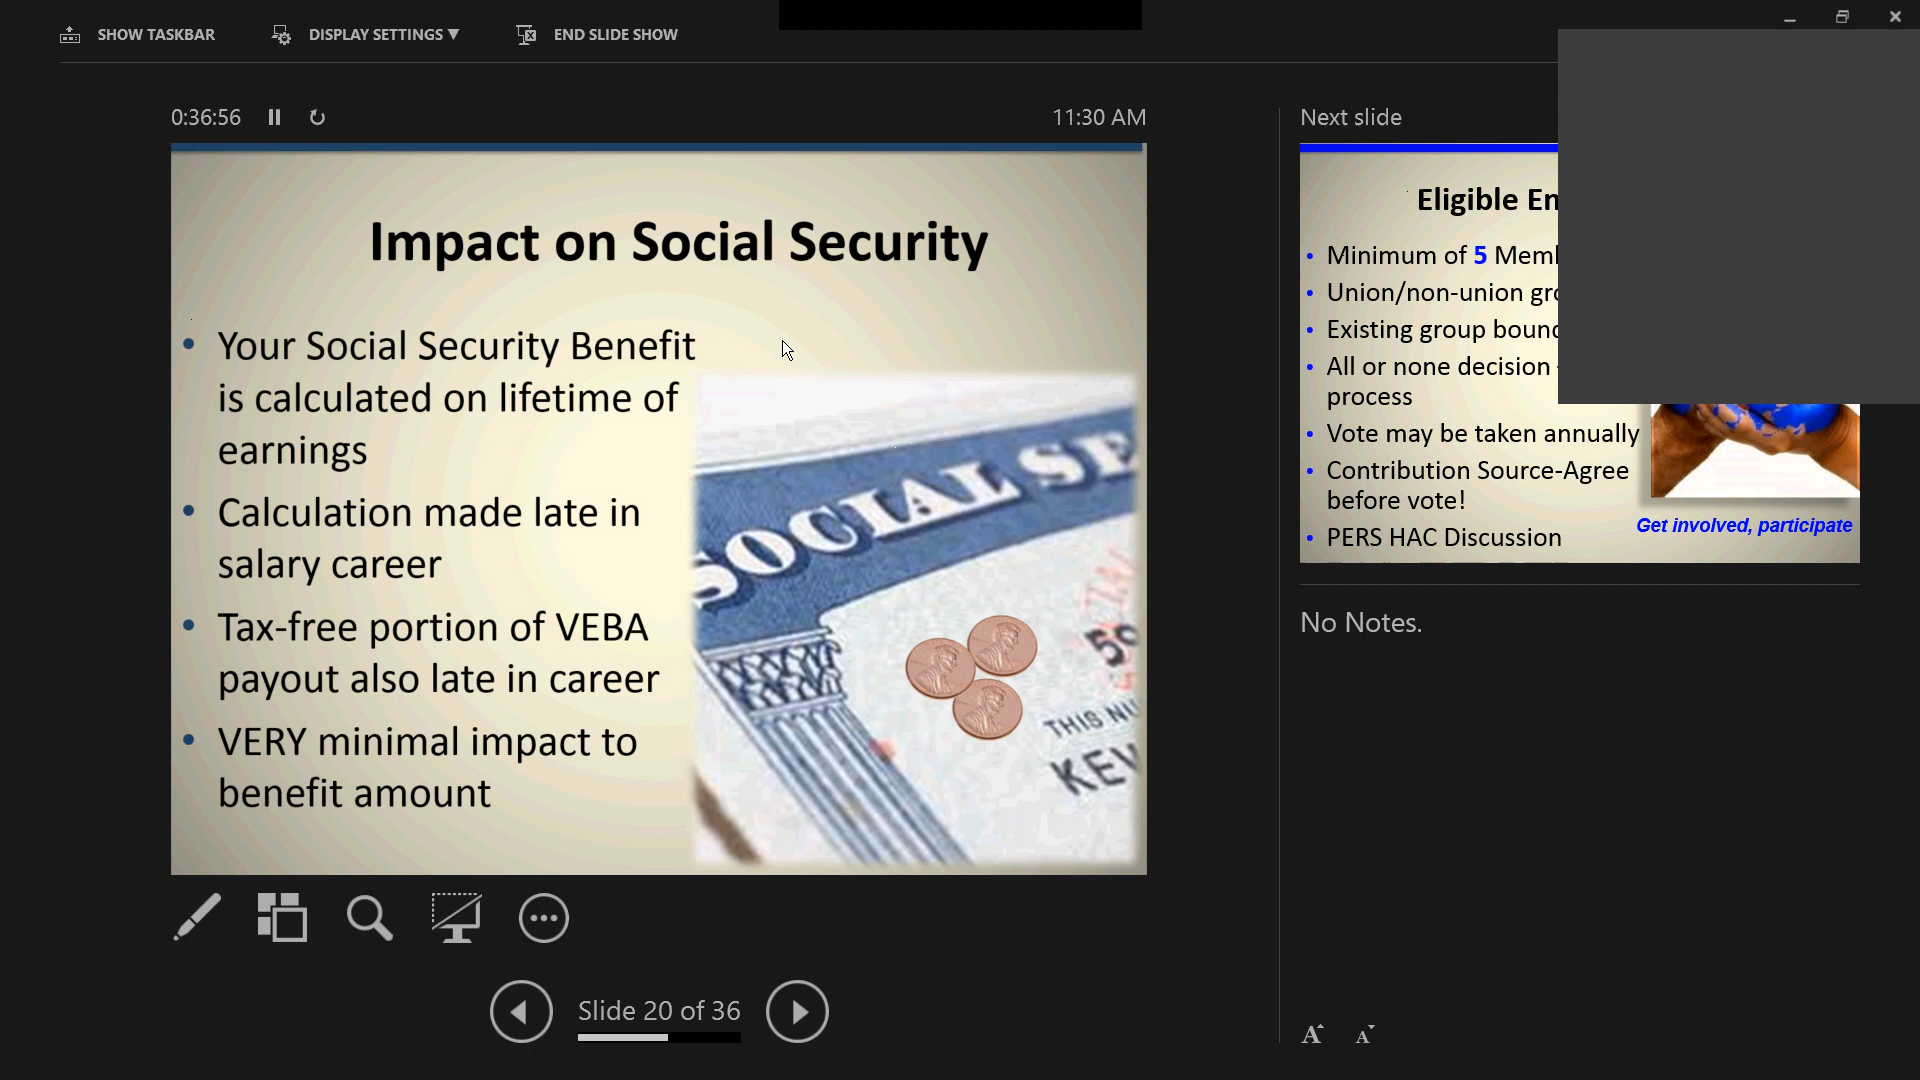 SHOW TASKBAR
DISPLAY SETTINGS ▼
END SLIDE SHOW
0:36:56
11:30 AM
Next slide
Impact on Social Security
• Your Social Security Benefit
is calculated on lifetime of
earnings
• Calculation made late in
salary career
• Tax-free portion of VEBA
payout also late in career
• VERY minimal impact to
benefit amount
SOCIAL SE
THIS NU
KEV
Eligible
• Minimum of 5
• Union/non-union
• Existing group
• All or none decision
process
• Vote may be taken annually
• Contribution Source-Agree
before vote!
• PERS HAC Discussion
Get involved, participate
No Notes.
Slide 20 of 36
A A